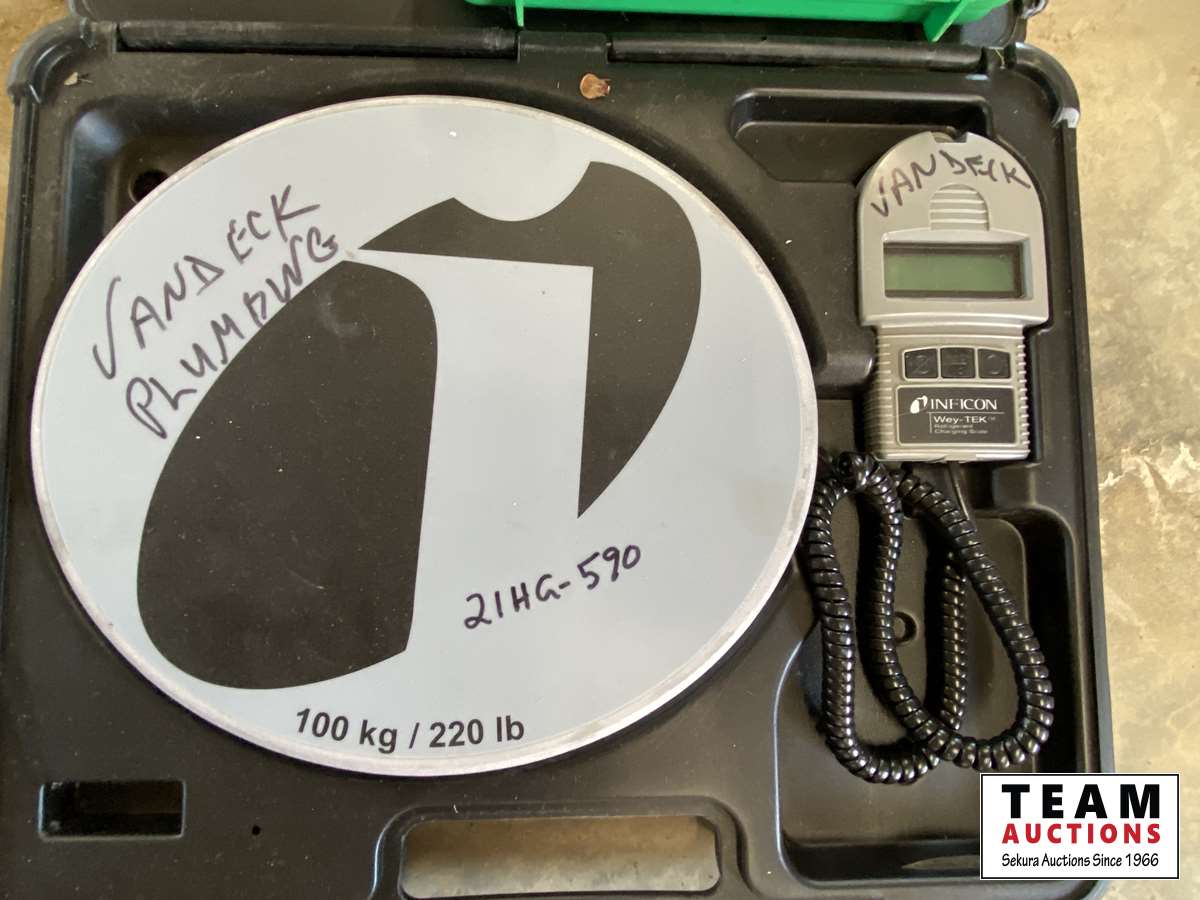 VANDECK
PLUMBING
21HG-590
100 kg / 220 lb
VANDECK
INFICON
Wey-TEK™
Refrigerant
Charging Scale
TEAM
AUCTIONS
Sekura Auctions Since 1966